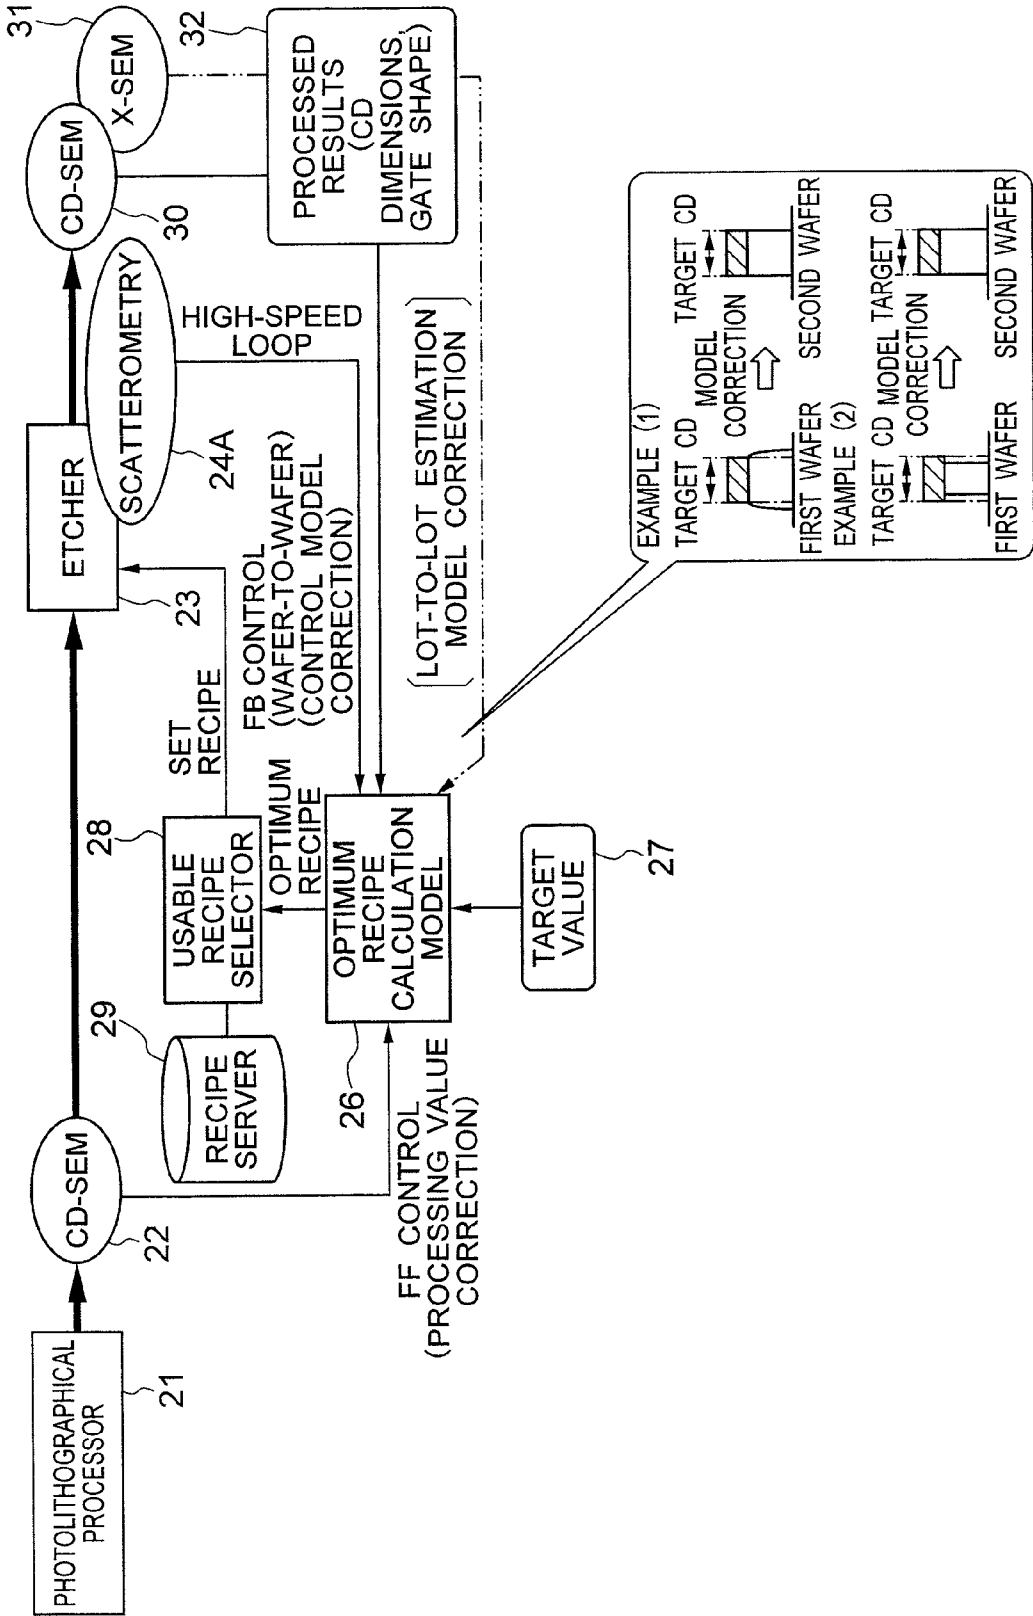 PHOTOLITHOGRAPHICAL
PROCESSOR
21
CD-SEM
22
ETCHER
23
SCATTEROMETRY
24A
CD-SEM
30
X-SEM
31
32
PROCESSED
RESULTS
(CD
DIMENSIONS,
GATE SHAPE)
HIGH-SPEED
LOOP
FB CONTROL
(WAFER-TO-WAFER)
(CONTROL MODEL
CORRECTION)
LOT-TO-LOT ESTIMATION
MODEL CORRECTION
SET
RECIPE
28
USABLE
RECIPE
SELECTOR
29
RECIPE
SERVER
OPTIMUM
RECIPE
OPTIMUM
RECIPE
CALCULATION
MODEL
26
FF CONTROL
(PROCESSING VALUE
CORRECTION)
TARGET
VALUE
27
EXAMPLE (1)
TARGET CD
MODEL
CORRECTION
TARGET CD
FIRST WAFER
SECOND WAFER
EXAMPLE (2)
TARGET CD
MODEL
CORRECTION
TARGET CD
FIRST WAFER
SECOND WAFER